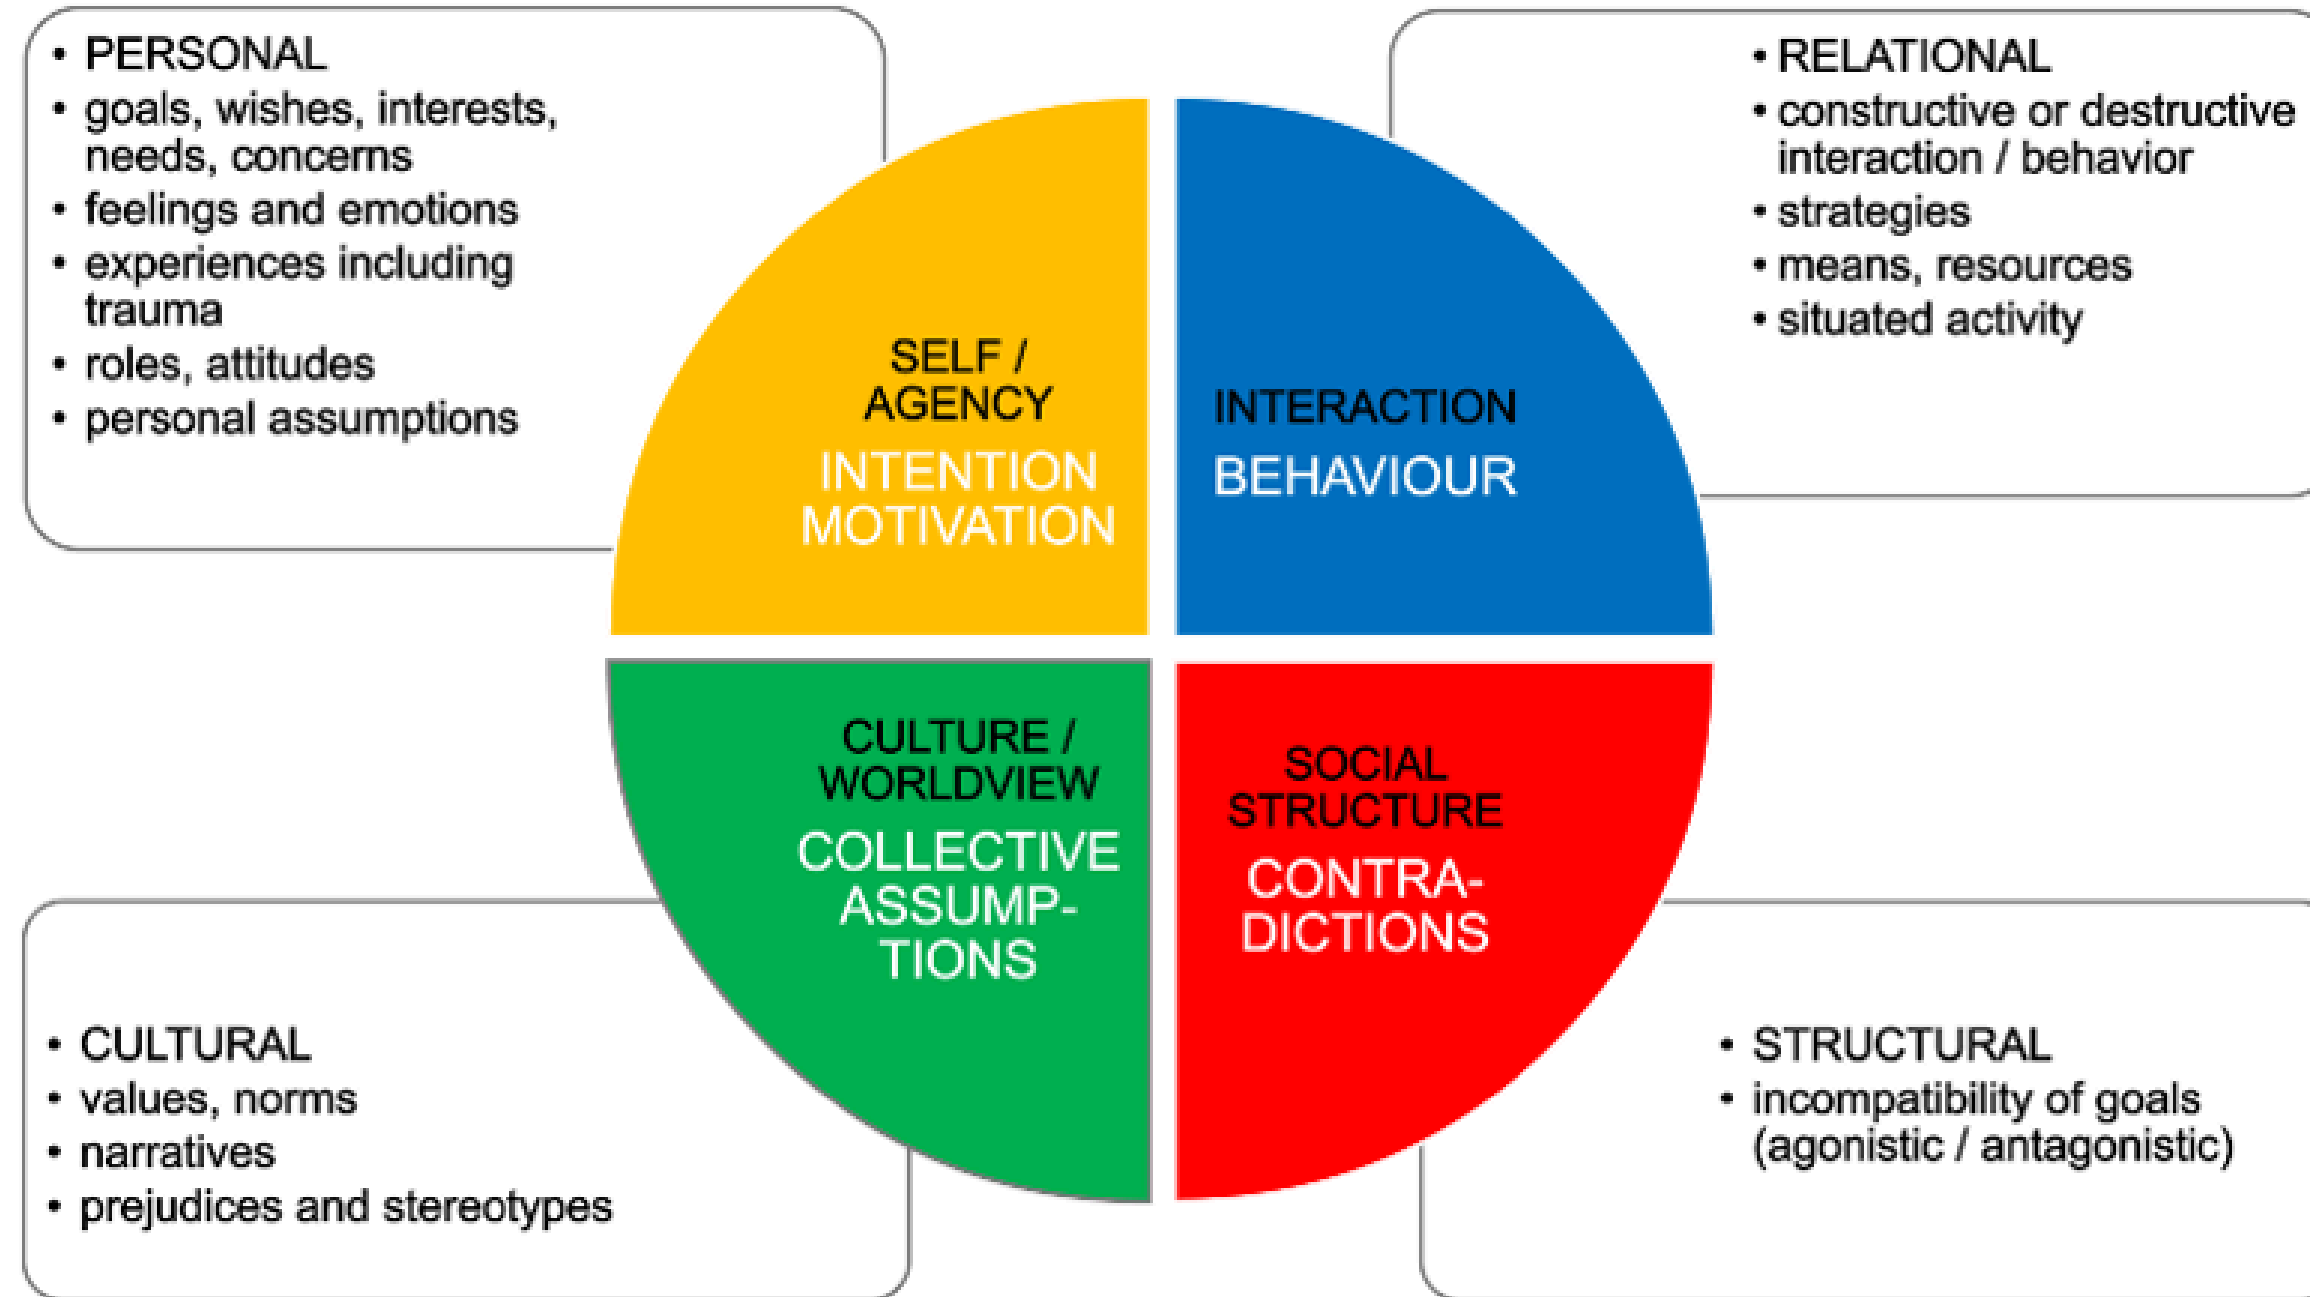 • PERSONAL
• goals, wishes, interests,
needs, concerns
• feelings and emotions
• experiences including
trauma
• roles, attitudes
• personal assumptions
• RELATIONAL
• constructive or destructive
interaction / behavior
• strategies
• means, resources
• situated activity
SELF /
AGENCY
INTENTION
MOTIVATION
INTERACTION
BEHAVIOUR
CULTURE /
WORLDVIEW
COLLECTIVE
ASSUMP-
TIONS
SOCIAL
STRUCTURE
CONTRA-
DICTIONS
• CULTURAL
• values, norms
• narratives
• prejudices and stereotypes
• STRUCTURAL
• incompatibility of goals
(agonistic / antagonistic)